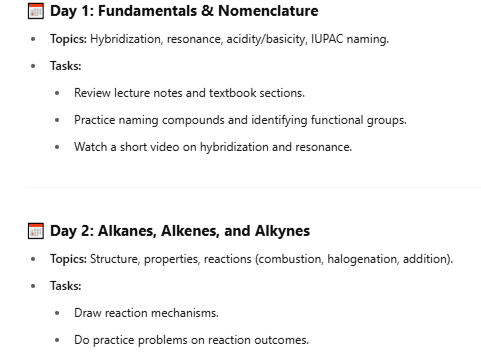 Day 1: Fundamentals & Nomenclature
Topics: Hybridization, resonance, acidity/basicity, IUPAC naming.
Tasks:
Review lecture notes and textbook sections.
Practice naming compounds and identifying functional groups.
Watch a short video on hybridization and resonance.
Day 2: Alkanes, Alkenes, and Alkynes
Topics: Structure, properties, reactions (combustion, halogenation, addition).
Tasks:
Draw reaction mechanisms.
Do practice problems on reaction outcomes.